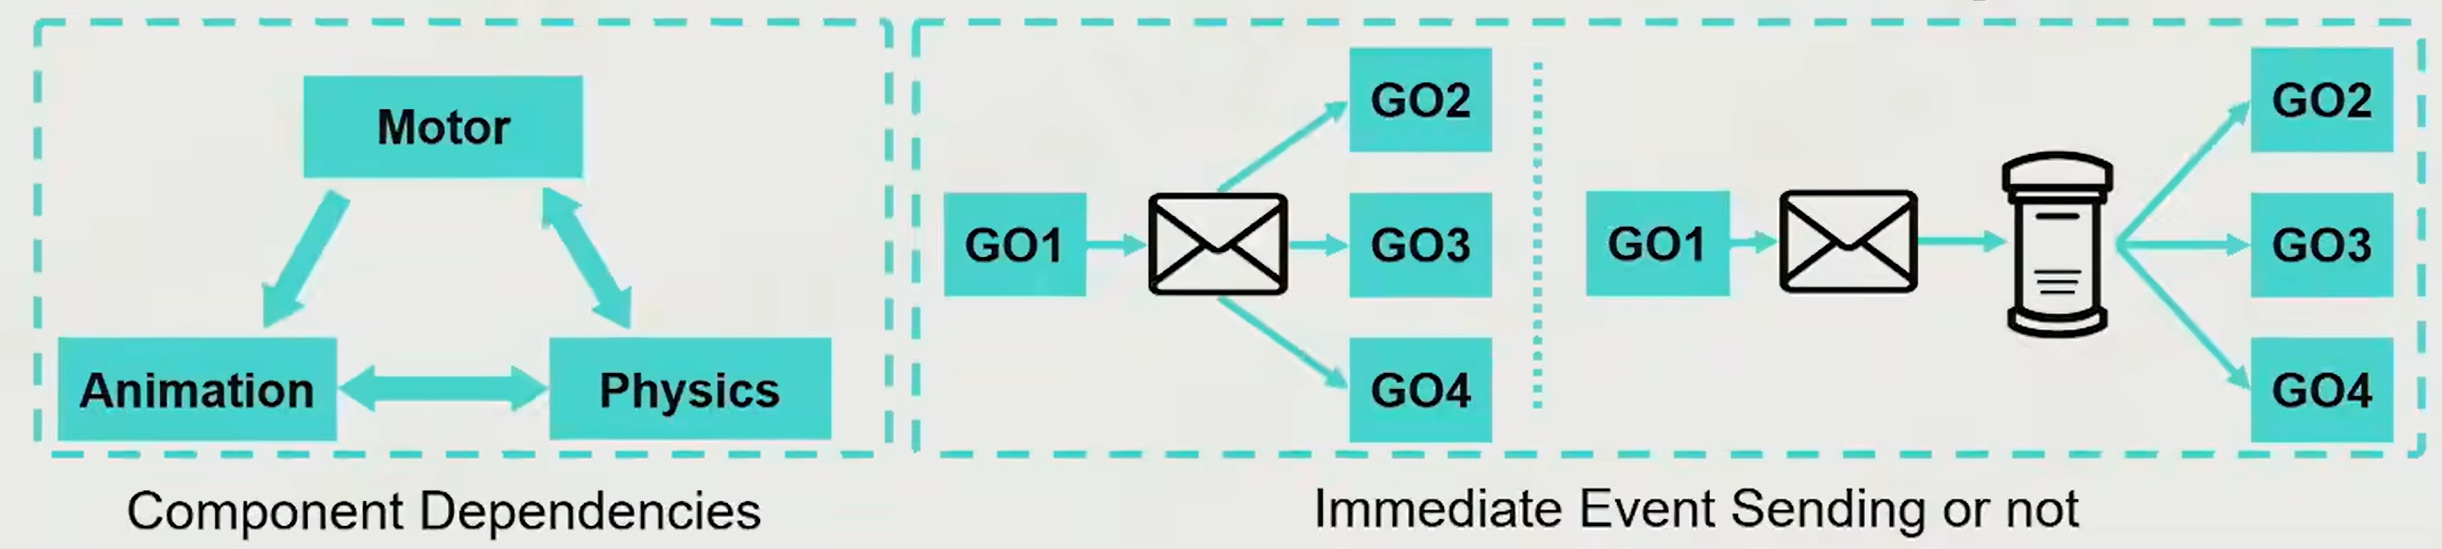 Motor
Animation
Physics
Component Dependencies
GO1
GO2
GO3
GO4
GO1
GO2
GO3
GO4
Immediate Event Sending or not